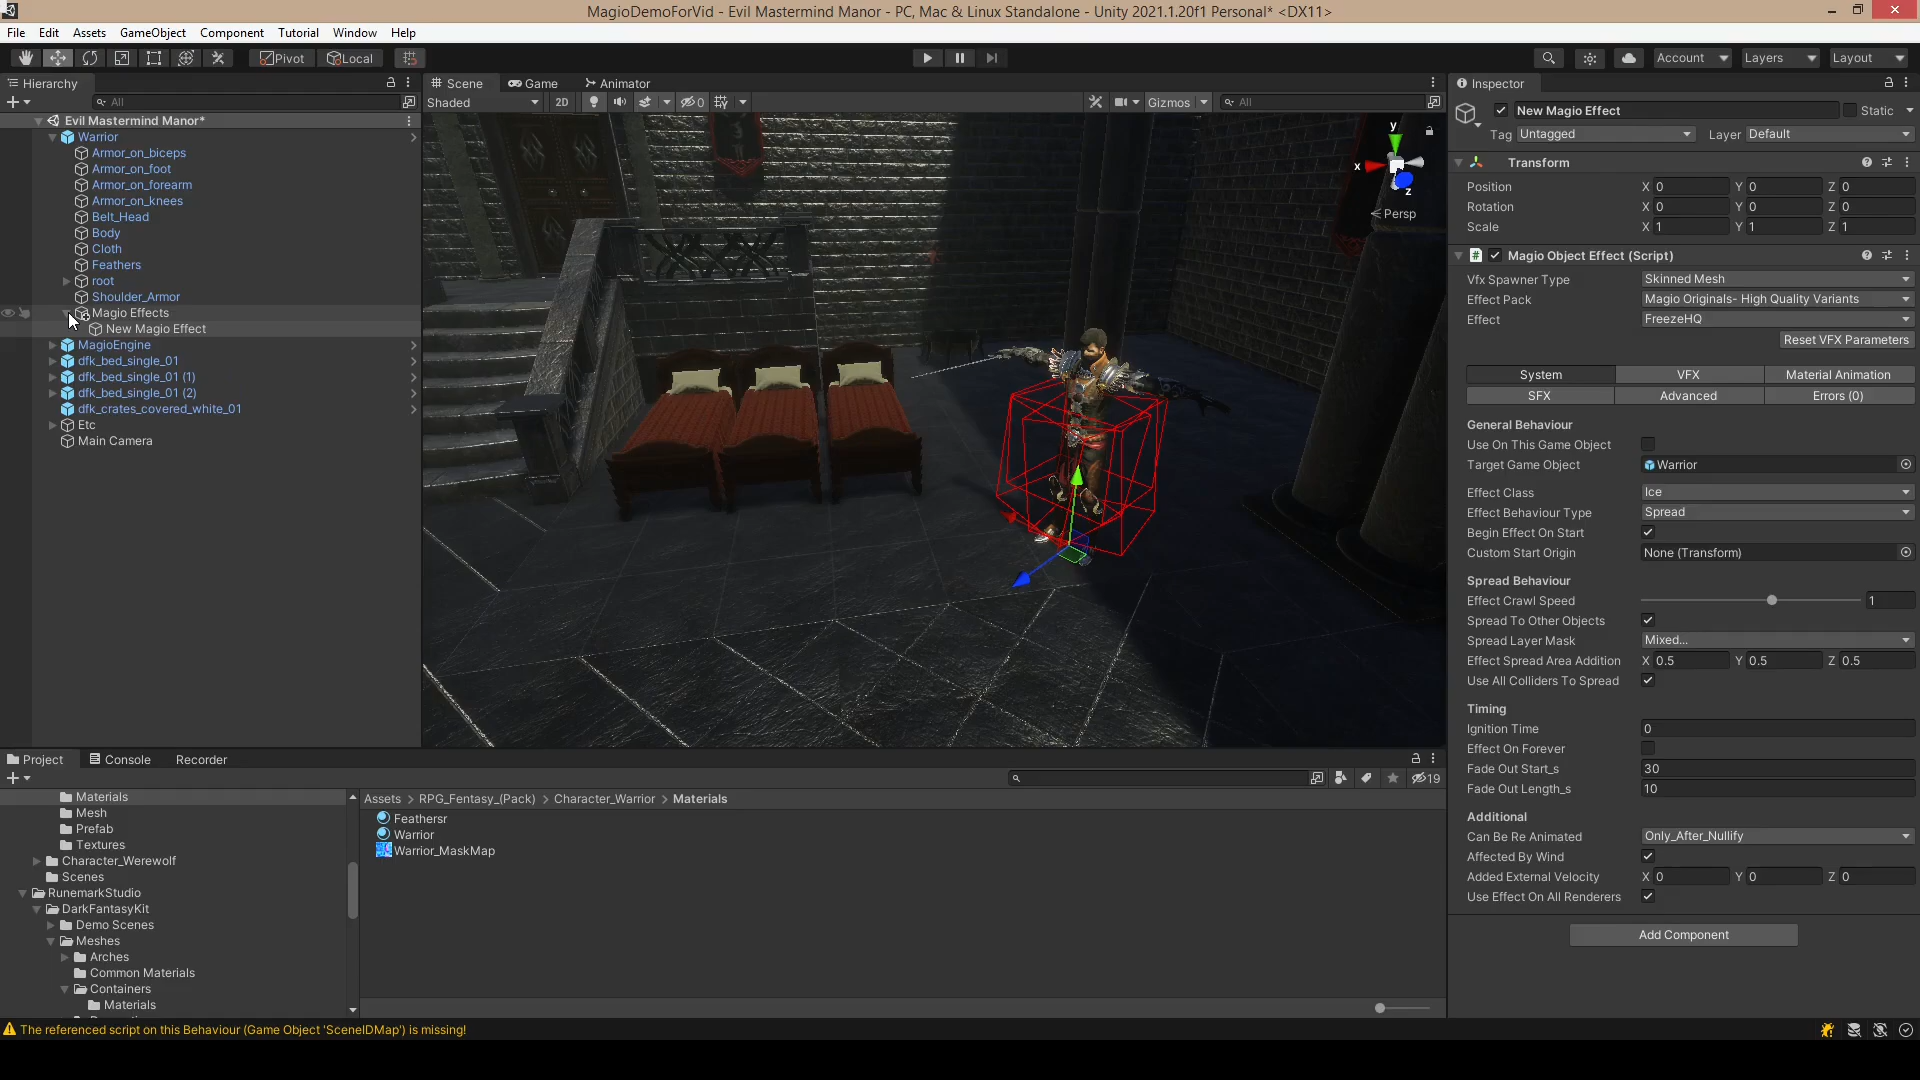 MagioDemoForVid - Evil Mastermind Manor - PC, Mac & Linux Standalone - Unity 2021.1.20f1 Personal* <DX11>
File Edit Assets GameObject Component Tutorial Window Help
Pivot Local Account Layers Layout
Hierarchy
All
Evil Mastermind Manor*
Warrior
Armor_on_biceps
Armor_on_foot
Armor_on_forearm
Armor_on_knees
Belt_Head
Body
Cloth
Feathers
root
Shoulder_Armor
Magio Effects
New Magio Effect
MagioEngine
dfk_bed_single_01
dfk_bed_single_01 (1)
dfk_bed_single_01 (2)
dfk_crates_covered_white_01
Etc
Main Camera
Scene Game Animator
Shaded 2D 0 Gizmos All
y
x
z
Persp
Inspector
New Magio Effect Static
Tag Untagged Layer Default
Transform
Position X 0 Y 0 Z 0
Rotation X 0 Y 0 Z 0
Scale X 1 Y 1 Z 1
Magio Object Effect (Script)
Vfx Spawner Type Skinned Mesh
Effect Pack Magio Originals- High Quality Variants
Effect FreezeHQ
Reset VFX Parameters
System VFX Material Animation
SFX Advanced Errors (0)
General Behaviour
Use On This Game Object
Target Game Object Warrior
Effect Class Ice
Effect Behaviour Type Spread
Begin Effect On Start
Custom Start Origin None (Transform)
Spread Behaviour
Effect Crawl Speed 1
Spread To Other Objects
Spread Layer Mask Mixed...
Effect Spread Area Addition X 0.5 Y 0.5 Z 0.5
Use All Colliders To Spread
Timing
Ignition Time 0
Effect On Forever
Fade Out Start_s 30
Fade Out Length_s 10
Additional
Can Be Re Animated Only_After_Nullify
Affected By Wind
Added External Velocity X 0 Y 0 Z 0
Use Effect On All Renderers
Add Component
Project Console Recorder
19
Materials
Mesh
Prefab
Textures
Character_Werewolf
Scenes
RunemarkStudio
DarkFantasyKit
Demo Scenes
Meshes
Arches
Common Materials
Containers
Materials
Assets > RPG_Fentasy_(Pack) > Character_Warrior > Materials
Feathersr
Warrior
Warrior_MaskMap
The referenced script on this Behaviour (Game Object 'SceneIDMap') is missing!